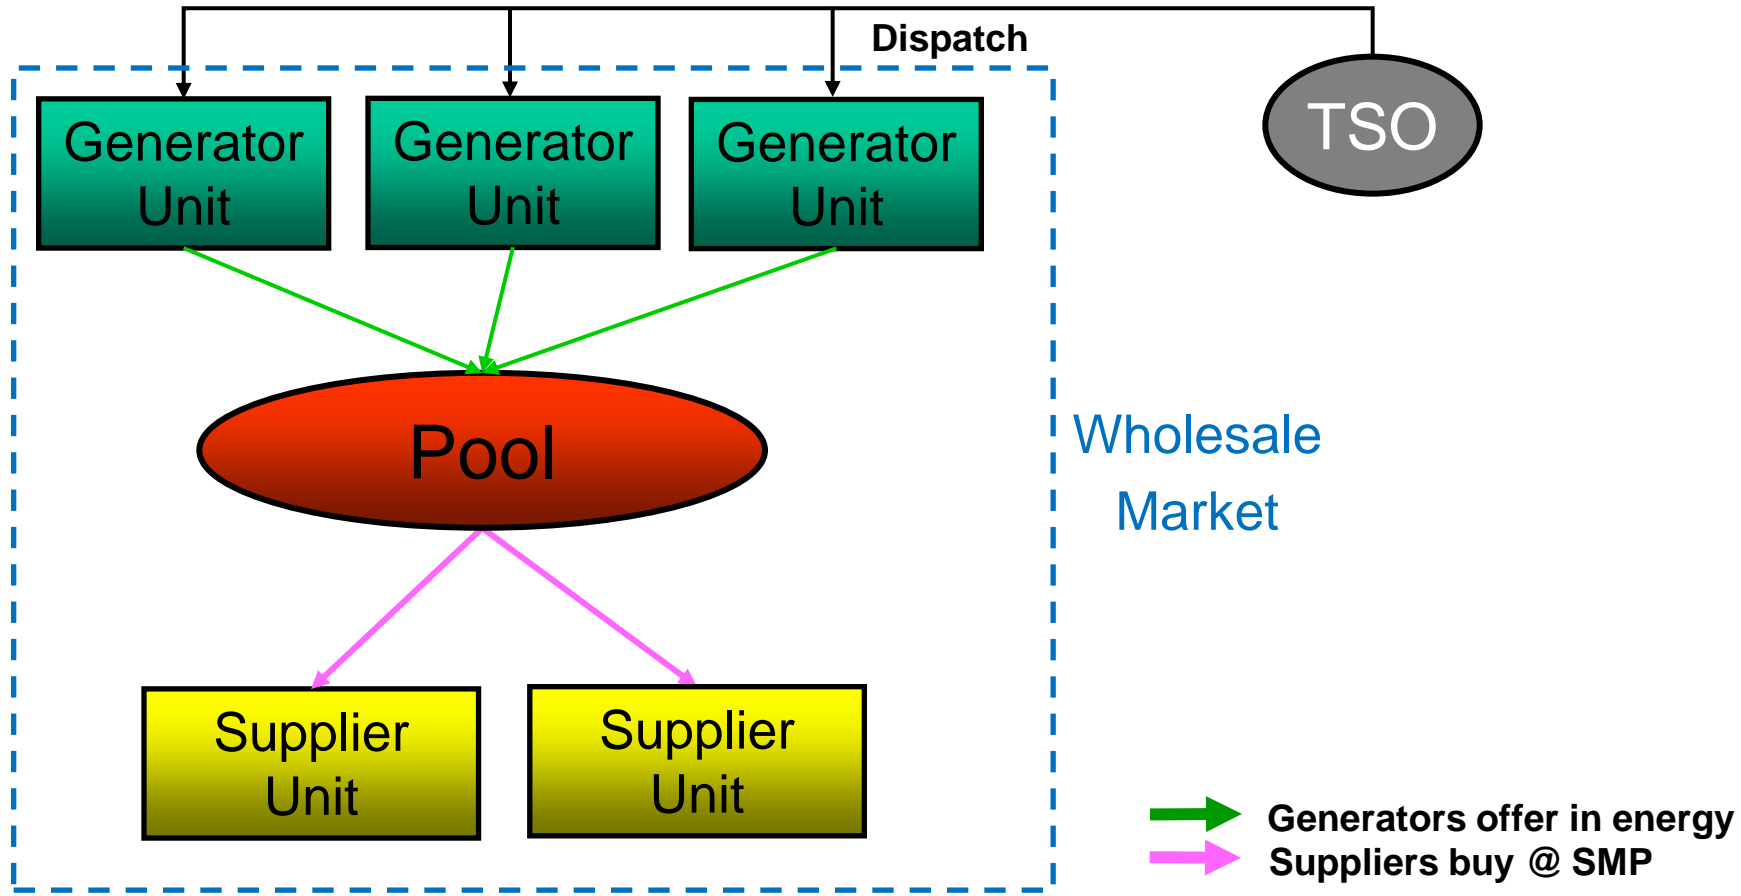 Dispatch
TSO
Generator
Unit
Generator
Unit
Generator
Unit
Pool
Wholesale
Market
Supplier
Unit
Supplier
Unit
Generators offer in energy
Suppliers buy @ SMP